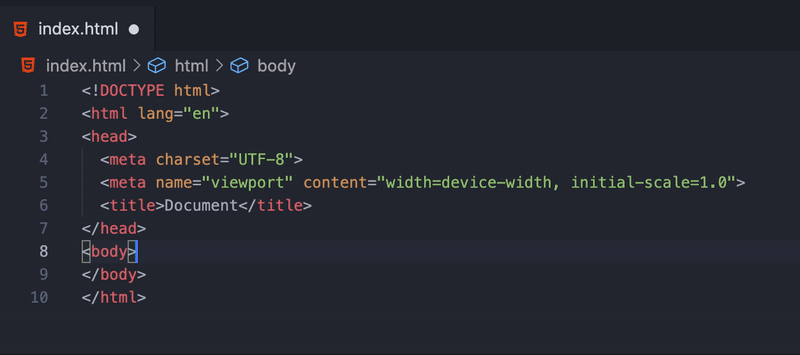 index.html
index.html > html > body
1 <!DOCTYPE html>
2 <html lang="en">
3 <head>
4   <meta charset="UTF-8">
5   <meta name="viewport" content="width=device-width, initial-scale=1.0">
6   <title>Document</title>
7 </head>
8 <body>
9 </body>
10 </html>